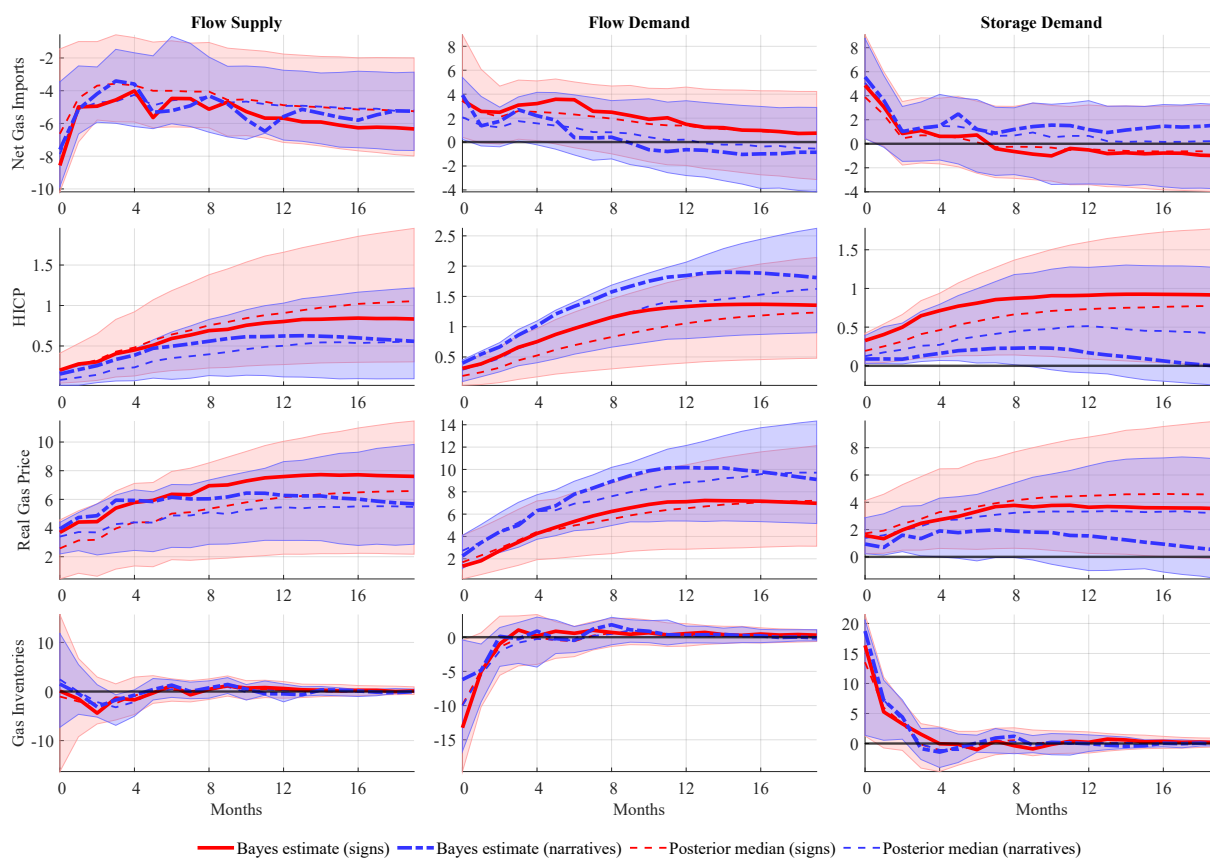 Flow Supply Flow Demand Storage Demand
Net Gas Imports
-2 -4 -6 -8 -10
0 4 8 12 16
8 6 4 2 0 -2 -4
0 4 8 12 16
8 6 4 2 0 -2 -4
0 4 8 12 16
HICP
1.5 1 0.5
0 4 8 12 16
2.5 2 1.5 1 0.5
0 4 8 12 16
1.5 1 0.5 0
0 4 8 12 16
Real Gas Price
10 8 6 4 2
0 4 8 12 16
14 12 10 8 6 4 2
0 4 8 12 16
8 6 4 2 0
0 4 8 12 16
Gas Inventories
10 0 -10
0 4 8 12 16
0 -5 -10 -15
0 4 8 12 16
20 15 10 5 0
0 4 8 12 16
Months Months Months
Bayes estimate (signs) Bayes estimate (narratives) Posterior median (signs) Posterior median (narratives)